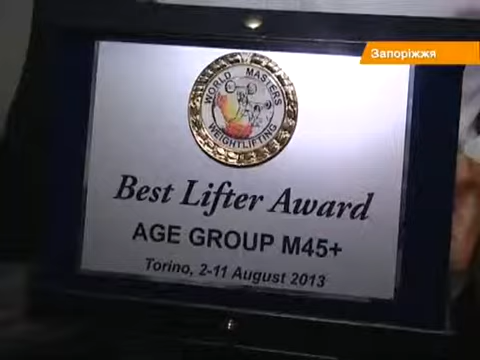 Запоріжжя
WORLD MASTERS
WEIGHTLIFTING
Best Lifter Award
AGE GROUP M45+
Torino, 2-11 August 2013